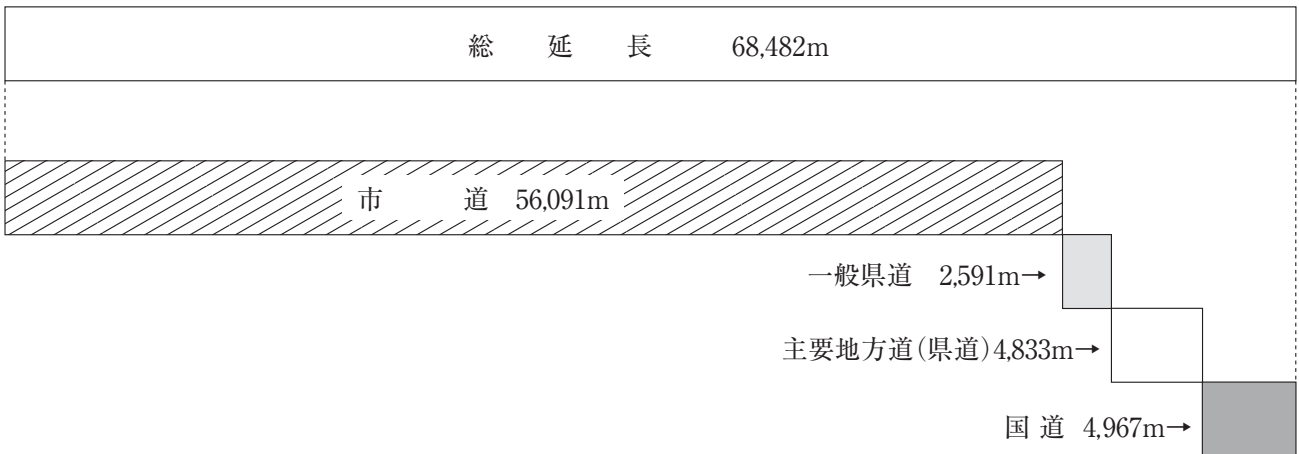 総延長 68,482m
市道 56,091m
一般県道 2,591m→
主要地方道(県道)4,833m→
国道 4,967m→